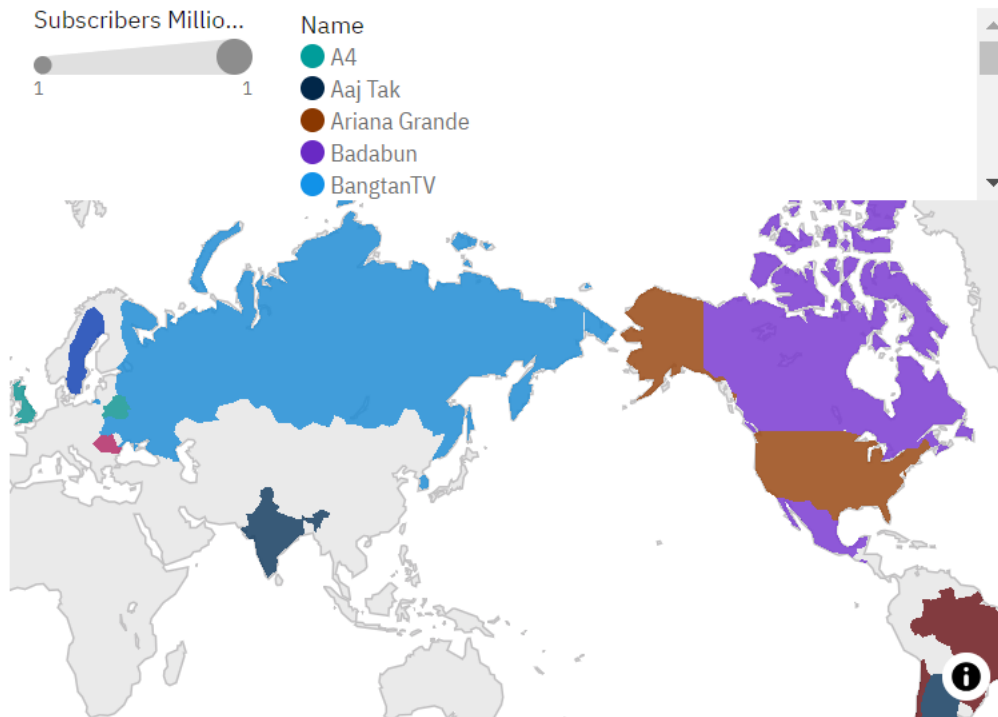 Subscribers Millio...
1 1
Name
A4
Aaj Tak
Ariana Grande
Badabun
BangtanTV